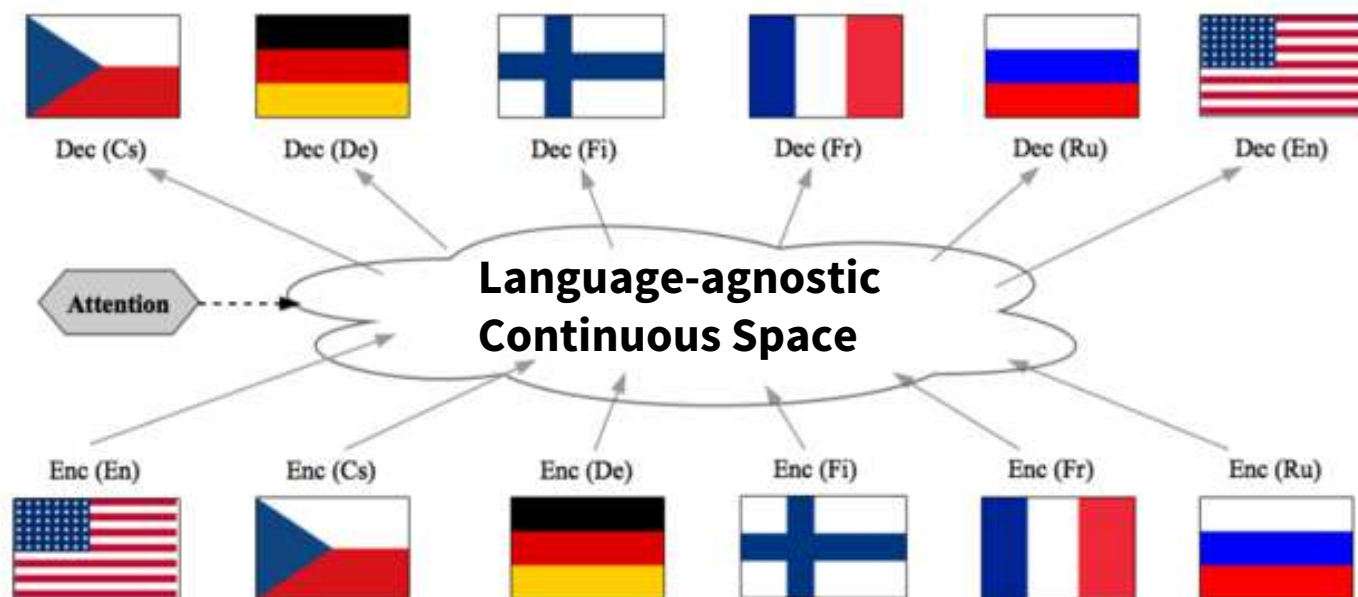 Dec (Cs)
Dec (De)
Dec (Fi)
Dec (Fr)
Dec (Ru)
Dec (En)
Language-agnostic
Continuous Space
Attention
Enc (En)
Enc (Cs)
Enc (De)
Enc (Fi)
Enc (Fr)
Enc (Ru)